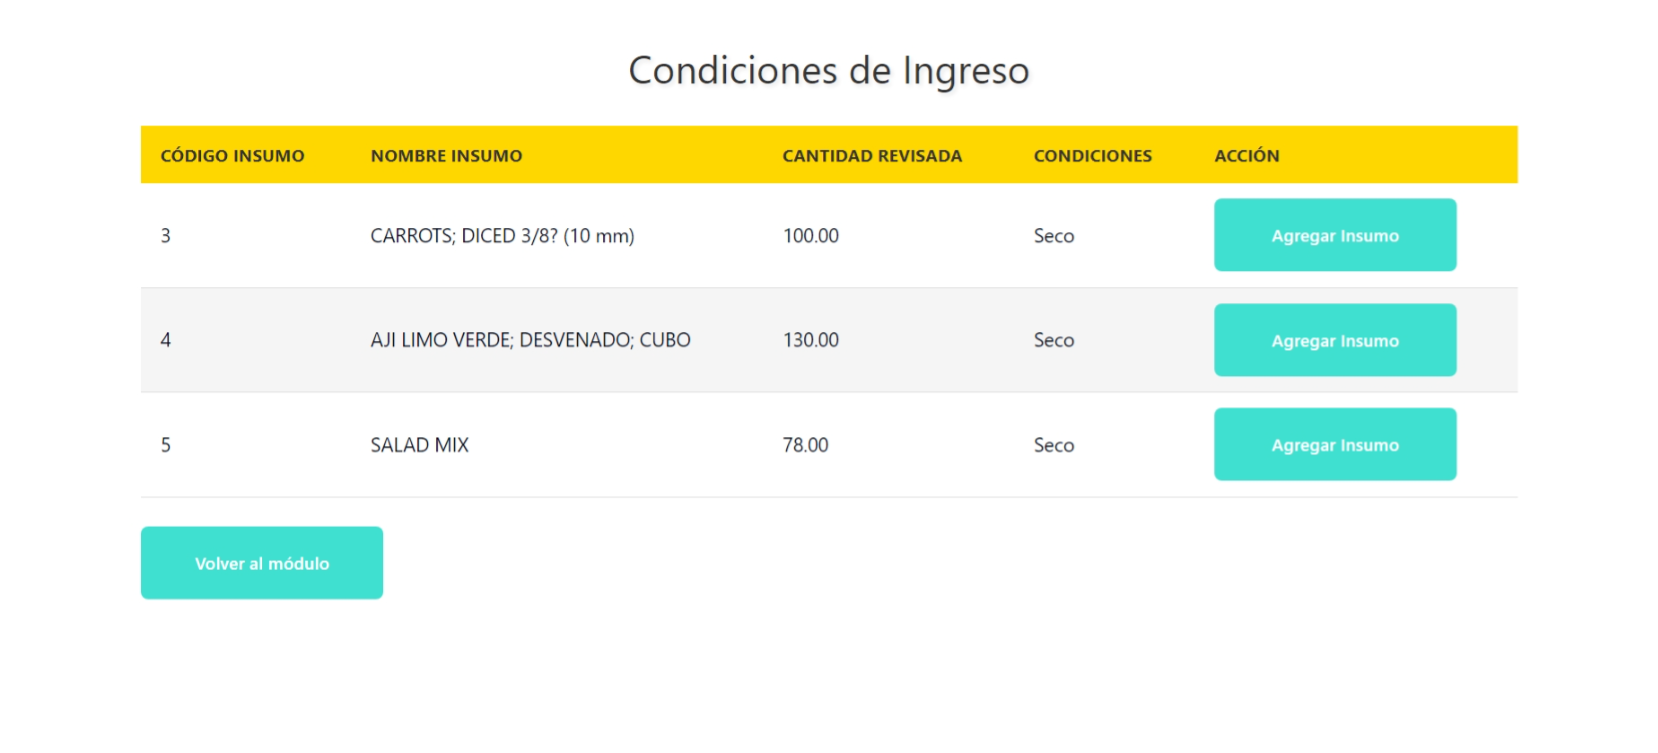 Condiciones de Ingreso
CÓDIGO INSUMO NOMBRE INSUMO CANTIDAD REVISADA CONDICIONES ACCIÓN
3 CARROTS; DICED 3/8? (10 mm) 100.00 Seco Agregar Insumo
4 AJI LIMO VERDE; DESVENADO; CUBO 130.00 Seco Agregar Insumo
5 SALAD MIX 78.00 Seco Agregar Insumo
Volver al módulo